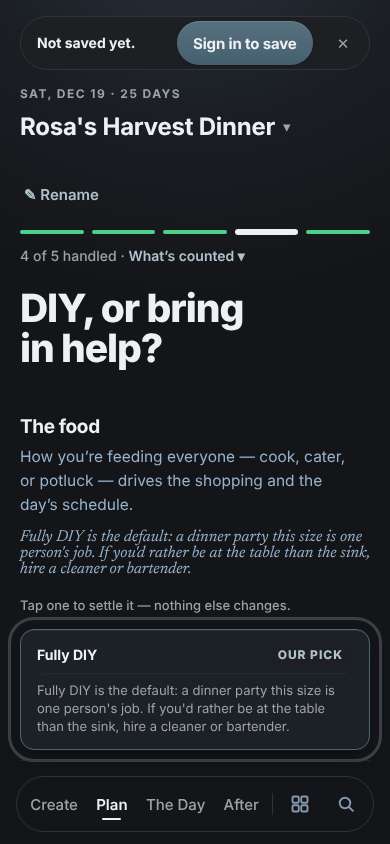 Not saved yet.
Sign in to save
×
SAT, DEC 19 · 25 DAYS
Rosa's Harvest Dinner ▾
✎ Rename
4 of 5 handled · What's counted ▾
DIY, or bring
in help?
The food
How you're feeding everyone — cook, cater,
or potluck — drives the shopping and the
day's schedule.
Fully DIY is the default: a dinner party this size is one
person's job. If you'd rather be at the table than the sink,
hire a cleaner or bartender.
Tap one to settle it — nothing else changes.
Fully DIY
OUR PICK
Fully DIY is the default: a dinner party this size is
one person's job. If you'd rather be at the table
than the sink, hire a cleaner or bartender.
Create
Plan
The Day
After